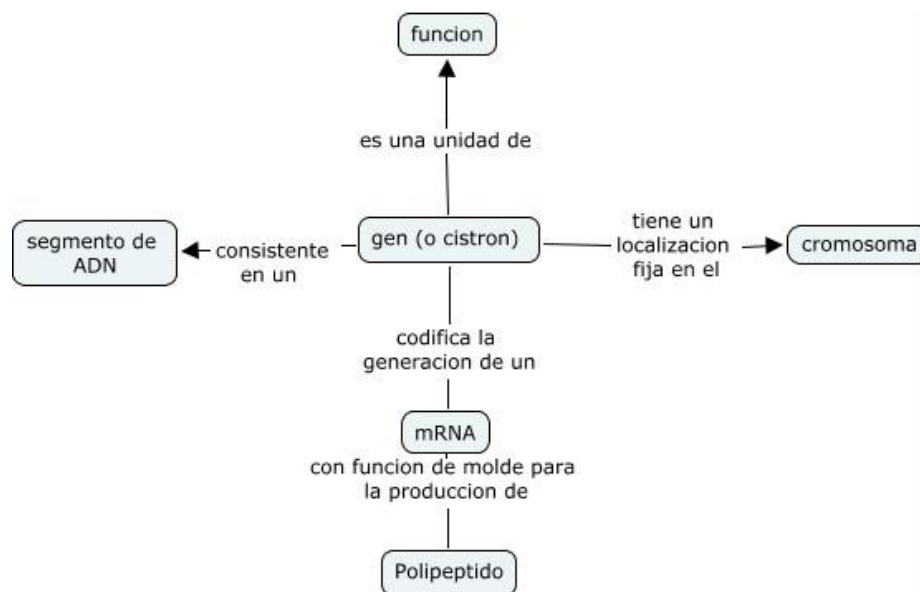 funcion
es una unidad de
segmento de
ADN
consistente
en un
gen (o cistron)
tiene un
localizacion
fija en el
cromosoma
codifica la
generacion de un
mRNA
con funcion de molde para
la produccion de
Polipeptido